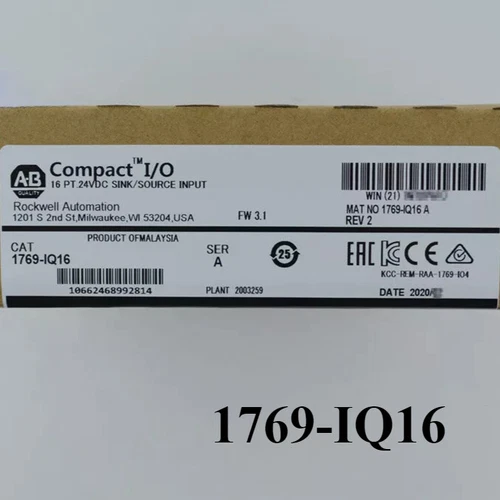 AB
QUALITY
Compact™ I/O
16 PT.24VDC SINK/SOURCE INPUT
Rockwell Automation
1201 S 2nd St,Milwaukee,WI 53204,USA
FW 3.1
WIN (21)
MAT NO 1769-IQ16 A
REV 2
PRODUCT OFMALAYSIA
CAT
1769-IQ16
SER
A
25
EAC
10662468992814
PLANT 2003259
KCC-REM-RAA-1769-IO4
DATE 2020/
1769-IQ16